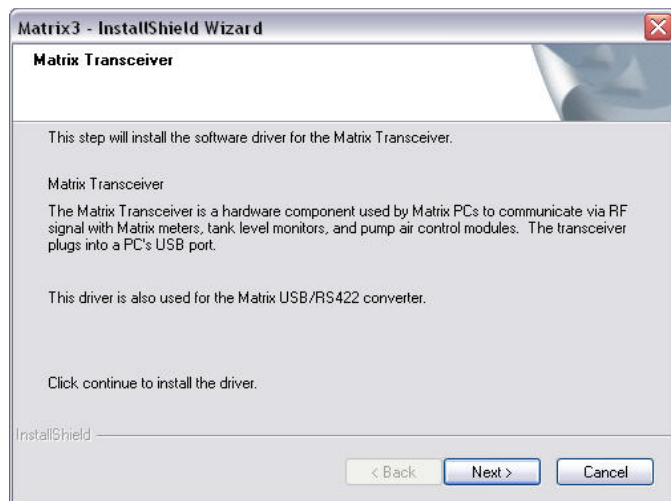 Matrix3 - InstallShield Wizard
Matrix Transceiver
This step will install the software driver for the Matrix Transceiver.
Matrix Transceiver
The Matrix Transceiver is a hardware component used by Matrix PCs to communicate via RF
signal with Matrix meters, tank level monitors, and pump air control modules. The transceiver
plugs into a PC's USB port.
This driver is also used for the Matrix USB/RS422 converter.
Click continue to install the driver.
InstallShield
< Back Next > Cancel